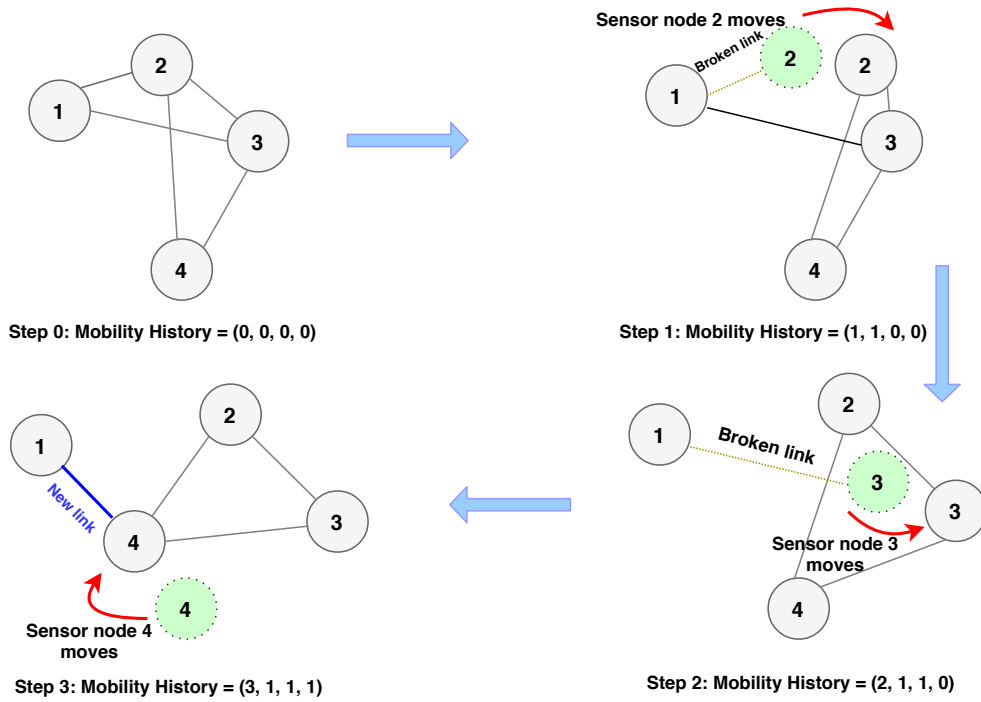 2
1
3
4
Step 0: Mobility History = (0, 0, 0, 0)
Sensor node 2 moves
Broken link
2
2
1
3
4
Step 1: Mobility History = (1, 1, 0, 0)
2
1
Broken link
3
3
Sensor node 3
moves
4
Step 2: Mobility History = (2, 1, 1, 0)
2
1
New link
3
4
4
Sensor node 4
moves
Step 3: Mobility History = (3, 1, 1, 1)